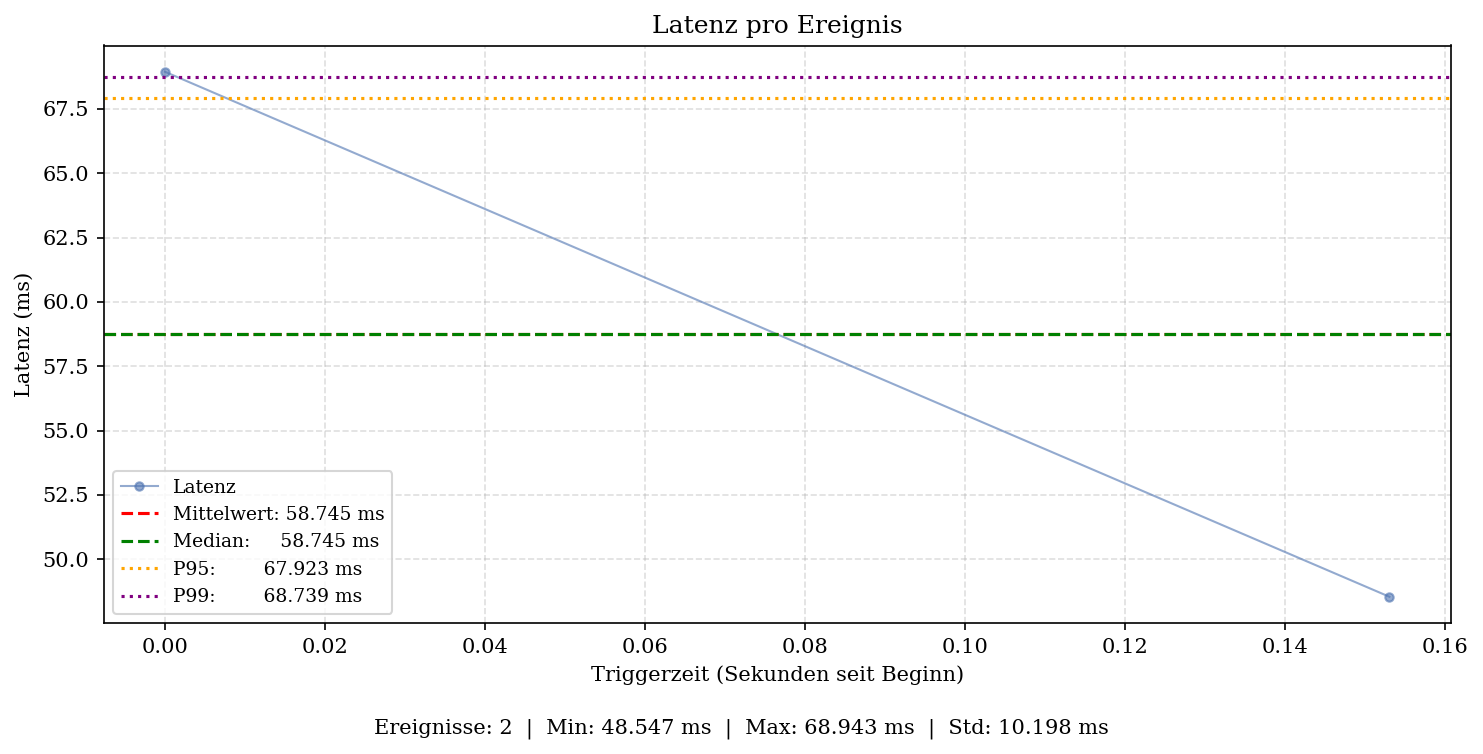 Latenz pro Ereignis
Latenz (ms)
67.5
65.0
62.5
60.0
57.5
55.0
52.5
50.0
Latenz
Mittelwert: 58.745 ms
Median: 58.745 ms
P95: 67.923 ms
P99: 68.739 ms
0.00 0.02 0.04 0.06 0.08 0.10 0.12 0.14 0.16
Triggerzeit (Sekunden seit Beginn)
Ereignisse: 2 | Min: 48.547 ms | Max: 68.943 ms | Std: 10.198 ms